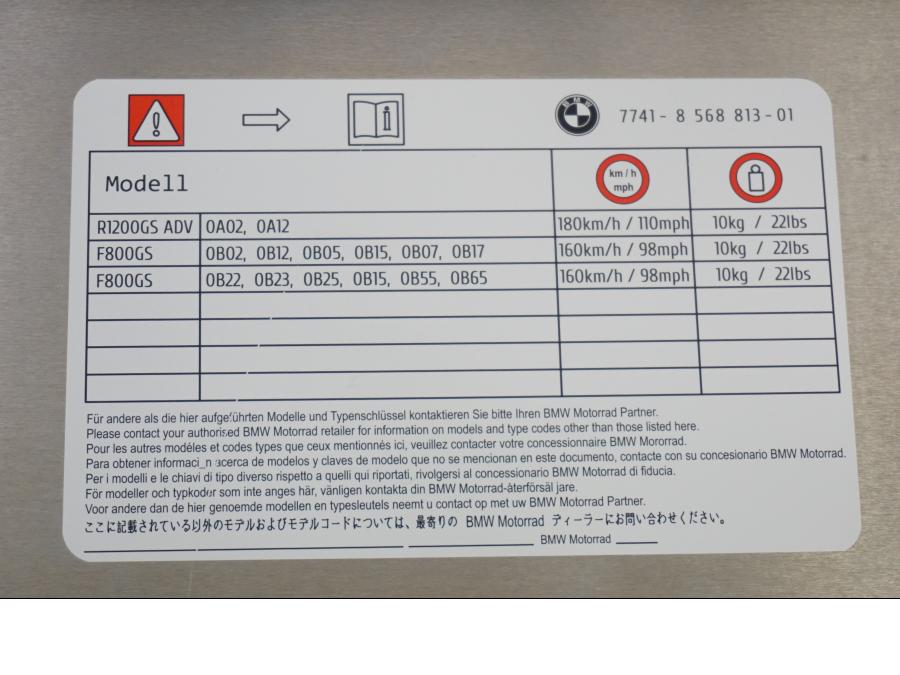 BMW 7741 - 8 568 813 - 01
Modell km / h mph
R1200GS ADV 0A02, 0A12 180km/h / 110mph 10kg / 22lbs
F800GS 0B02, 0B12, 0B05, 0B15, 0B07, 0B17 160km/h / 98mph 10kg / 22lbs
F800GS 0B22, 0B23, 0B25, 0B15, 0B55, 0B65 160km/h / 98mph 10kg / 22lbs
Für andere als die hier aufgeführten Modelle und Typenschlüssel kontaktieren Sie bitte Ihren BMW Motorrad Partner.
Please contact your authorised BMW Motorrad retailer for information on models and type codes other than those listed here.
Pour les autres modéles et codes types que ceux mentionnés ici, veuillez contacter votre concessionnaire BMW Morrorad.
Para obtener informaci_n acerca de modelos y claves de modelo que no se mencionan en este documento, contacte con su concesionario BMW Motorrad.
Per i modelli e le chiavi di tipo diverso rispetto a quelli qui riportati, rivolgersi al concessionario BMW Motorrad di fiducia.
För modeller och typkoder som inte anges här, vänligen kontakta din BMW Motorrad-återförsäl jare.
Voor andere dan de hier genoemde modellen en typesleutels neemt u contact op met uw BMW Motorrad Partner.
ここに記載されている以外のモデルおよびモデルコードについては、最寄りの BMW Motorrad ディーラーにお問い合わせください。
BMW Motorrad